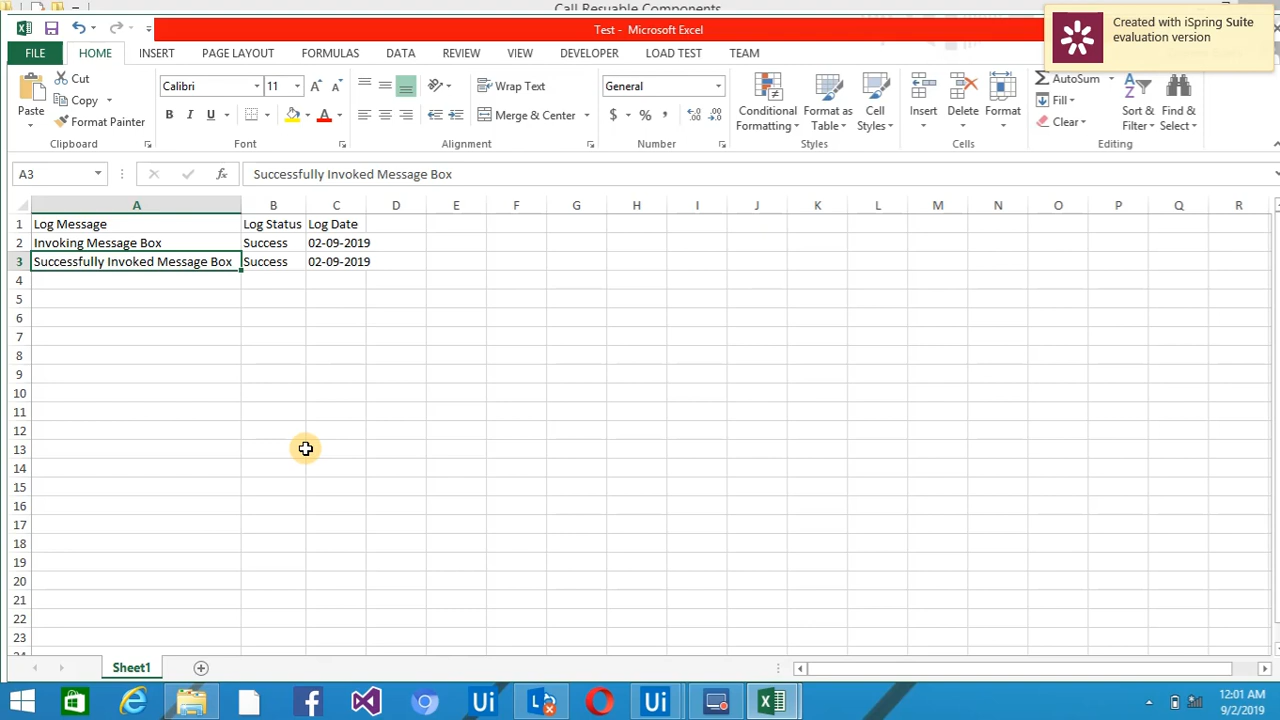 Call Resuable Components
Test - Microsoft Excel
Created with iSpring Suite
evaluation version
FILE HOME INSERT PAGE LAYOUT FORMULAS DATA REVIEW VIEW DEVELOPER LOAD TEST TEAM
Paste
Cut
Copy
Format Painter
Clipboard
Calibri 11
B I U
Font
Wrap Text
Merge & Center
Alignment
General
$ % ,
Number
Conditional
Formatting
Format as
Table
Cell
Styles
Styles
Insert
Delete
Format
Cells
AutoSum
Fill
Clear
Sort &
Filter
Find &
Select
Editing
A3 fx Successfully Invoked Message Box
A B C D E F G H I J K L M N O P Q R
1 Log Message Log Status Log Date
2 Invoking Message Box Success 02-09-2019
3 Successfully Invoked Message Box Success 02-09-2019
4
5
6
7
8
9
10
11
12
13
14
15
16
17
18
19
20
21
22
23
Sheet1
12:01 AM
9/2/2019